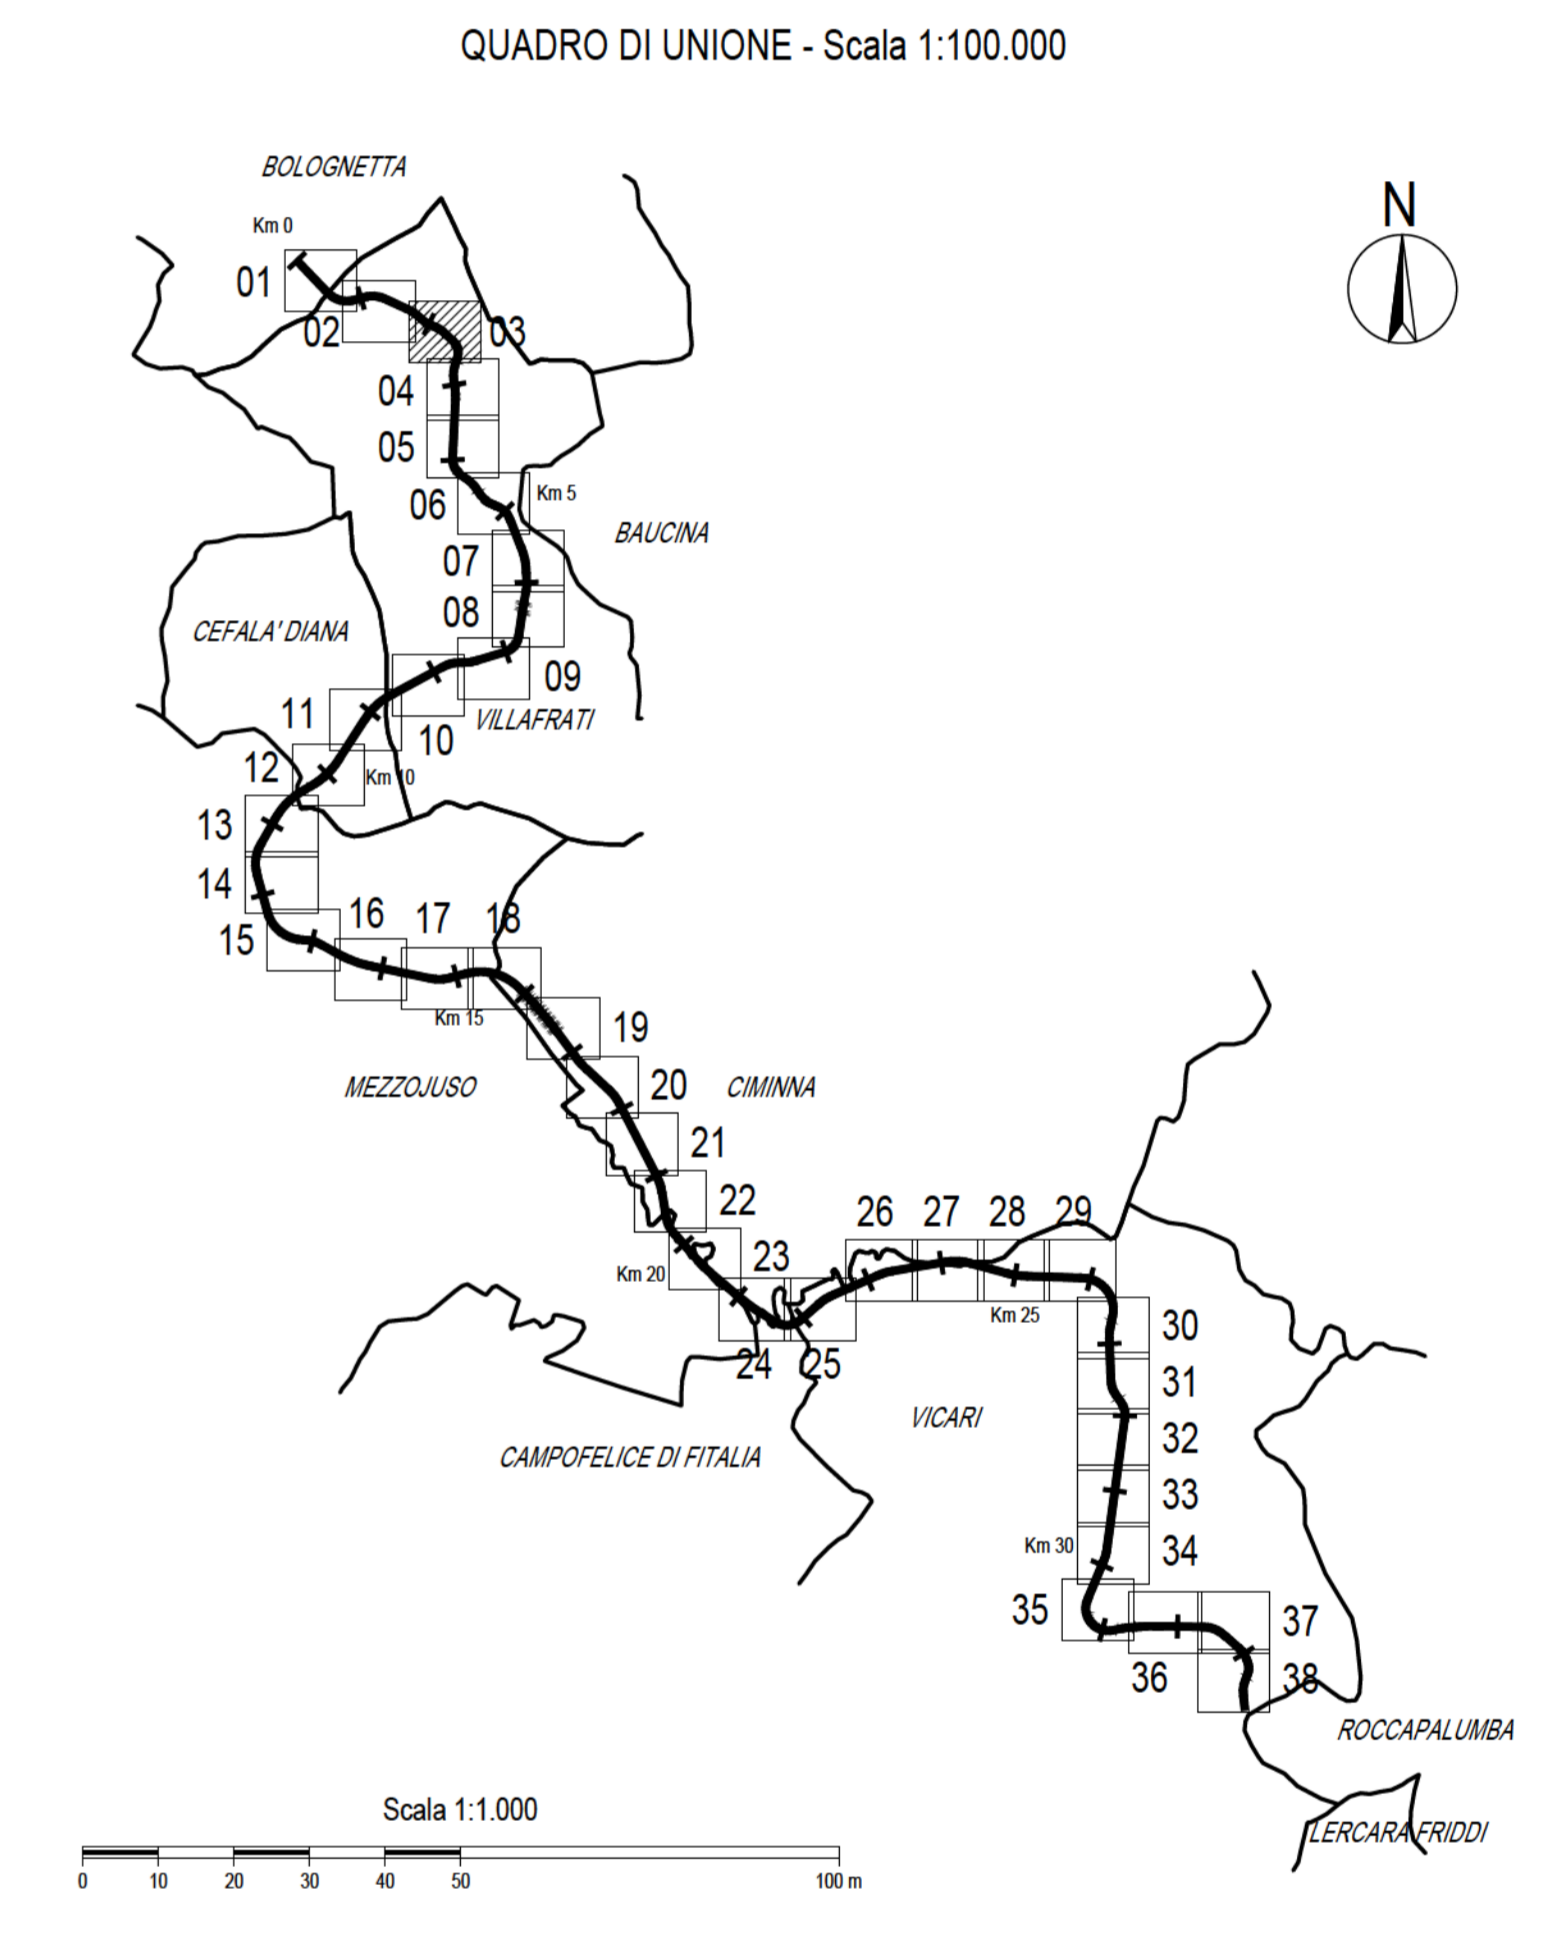 QUADRO DI UNIONE - Scala 1:100.000
BOLOGNETTA
N
Km 0
01
02
03
04
05
06
Km 5
BAUCINA
07
08
CEFALA' DIANA
09
11
VILLAFRATI
10
12
Km 10
13
14
16
17
18
15
Km 15
19
MEZZOJUSO
20
CIMINNA
21
22
26
27
28
29
23
Km 20
Km 25
30
24
25
31
VICARI
32
CAMPOFELICE DI FITALIA
33
Km 30
34
35
37
36
38
ROCCAPALUMBA
Scala 1:1.000
LERCARA FRIDDI
0 10 20 30 40 50 100 m